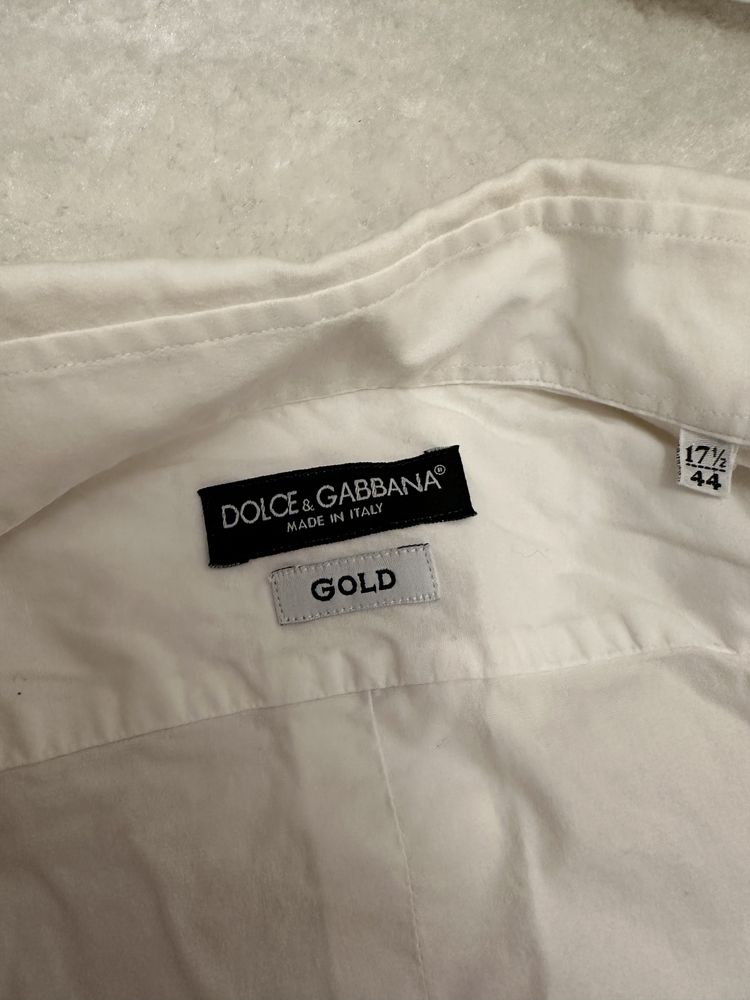 DOLCE & GABBANA®
MADE IN ITALY
GOLD
17½
44